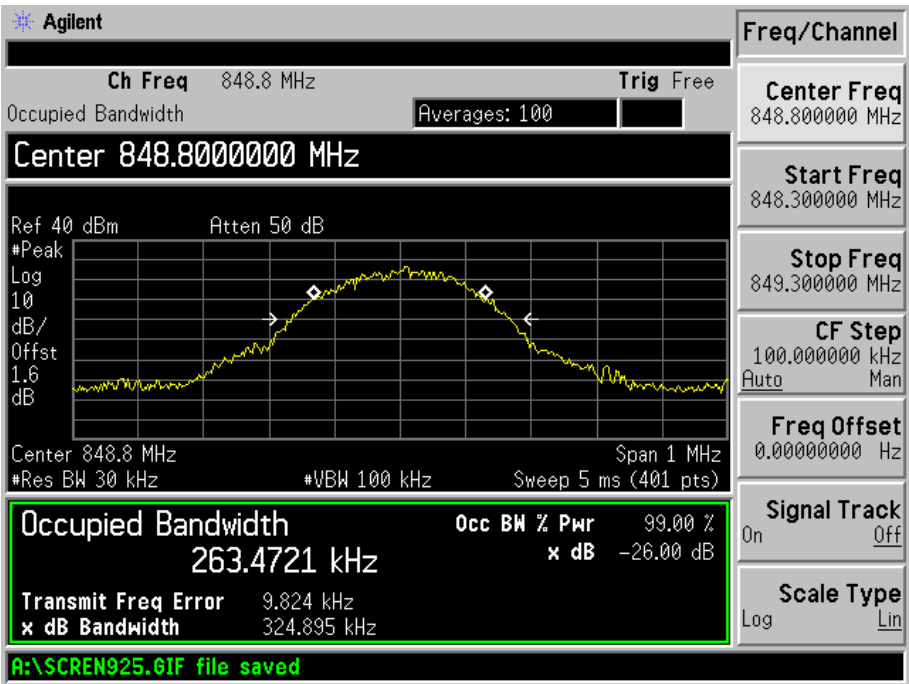 Agilent
Freq/Channel
Ch Freq 848.8 MHz Trig Free
Occupied Bandwidth Averages: 100
Center 848.8000000 MHz
Ref 40 dBm Atten 50 dB
#Peak
Log
10
dB/
Offst
1.6
dB
Center 848.8 MHz Span 1 MHz
#Res BW 30 kHz #VBW 100 kHz Sweep 5 ms (401 pts)
Occupied Bandwidth
263.4721 kHz
Occ BW % Pwr 99.00 %
x dB -26.00 dB
Transmit Freq Error 9.824 kHz
x dB Bandwidth 324.895 kHz
A:\SCREN925.GIF file saved
Center Freq
848.800000 MHz
Start Freq
848.300000 MHz
Stop Freq
849.300000 MHz
CF Step
100.000000 kHz
Auto Man
Freq Offset
0.00000000 Hz
Signal Track
On Off
Scale Type
Log Lin